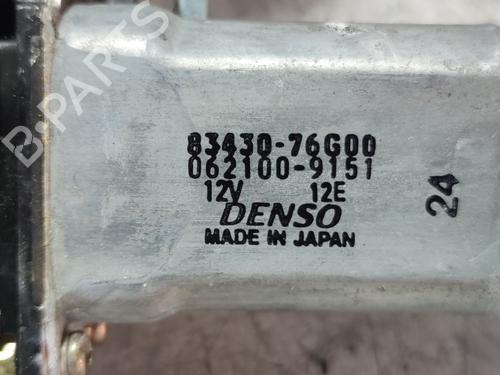 83430-76G00
062100-9151
12V 12E
DENSO
MADE IN JAPAN
24
B-PARTS